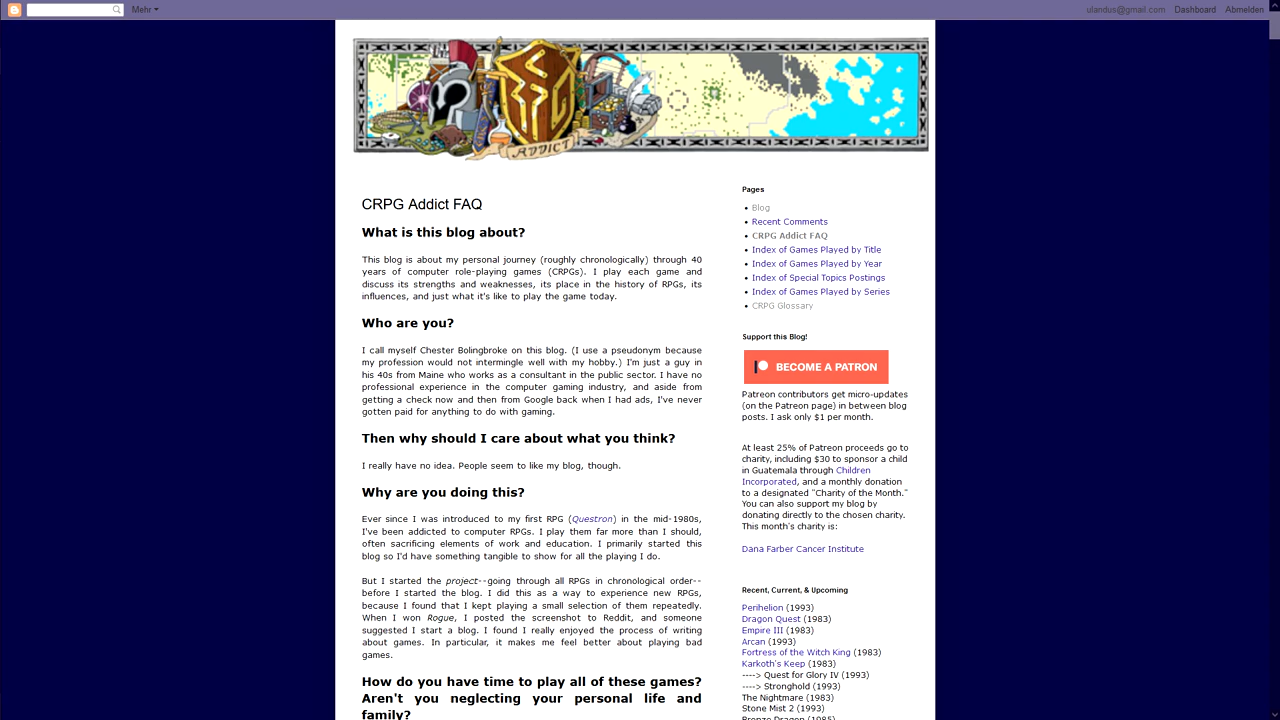 Mehr
ulandus@gmail.com Dashboard Abmelden
ADDICT
CRPG Addict FAQ
What is this blog about?
This blog is about my personal journey (roughly chronologically) through 40
years of computer role-playing games (CRPGs). I play each game and
discuss its strengths and weaknesses, its place in the history of RPGs, its
influences, and just what it's like to play the game today.
Who are you?
I call myself Chester Bolingbroke on this blog. (I use a pseudonym because
my profession would not intermingle well with my hobby.) I'm just a guy in
his 40s from Maine who works as a consultant in the public sector. I have no
professional experience in the computer gaming industry, and aside from
getting a check now and then from Google back when I had ads, I've never
gotten paid for anything to do with gaming.
Then why should I care about what you think?
I really have no idea. People seem to like my blog, though.
Why are you doing this?
Ever since I was introduced to my first RPG (Questron) in the mid-1980s,
I've been addicted to computer RPGs. I play them far more than I should,
often sacrificing elements of work and education. I primarily started this
blog so I'd have something tangible to show for all the playing I do.
But I started the project--going through all RPGs in chronological order--
before I started the blog. I did this as a way to experience new RPGs,
because I found that I kept playing a small selection of them repeatedly.
When I won Rogue, I posted the screenshot to Reddit, and someone
suggested I start a blog. I found I really enjoyed the process of writing
about games. In particular, it makes me feel better about playing bad
games.
How do you have time to play all of these games?
Aren't you neglecting your personal life and
family?
Pages
• Blog
• Recent Comments
• CRPG Addict FAQ
• Index of Games Played by Title
• Index of Games Played by Year
• Index of Special Topics Postings
• Index of Games Played by Series
• CRPG Glossary
Support this Blog!
BECOME A PATRON
Patreon contributors get micro-updates
(on the Patreon page) in between blog
posts. I ask only $1 per month.
At least 25% of Patreon proceeds go to
charity, including $30 to sponsor a child
in Guatemala through Children
Incorporated, and a monthly donation
to a designated "Charity of the Month."
You can also support my blog by
donating directly to the chosen charity.
This month's charity is:
Dana Farber Cancer Institute
Recent, Current, & Upcoming
Perihelion (1993)
Dragon Quest (1983)
Empire III (1983)
Arcan (1993)
Fortress of the Witch King (1983)
Karkoth's Keep (1983)
----> Quest for Glory IV (1993)
----> Stronghold (1993)
The Nightmare (1983)
Stone Mist 2 (1993)
Bronze Dragon (1985)